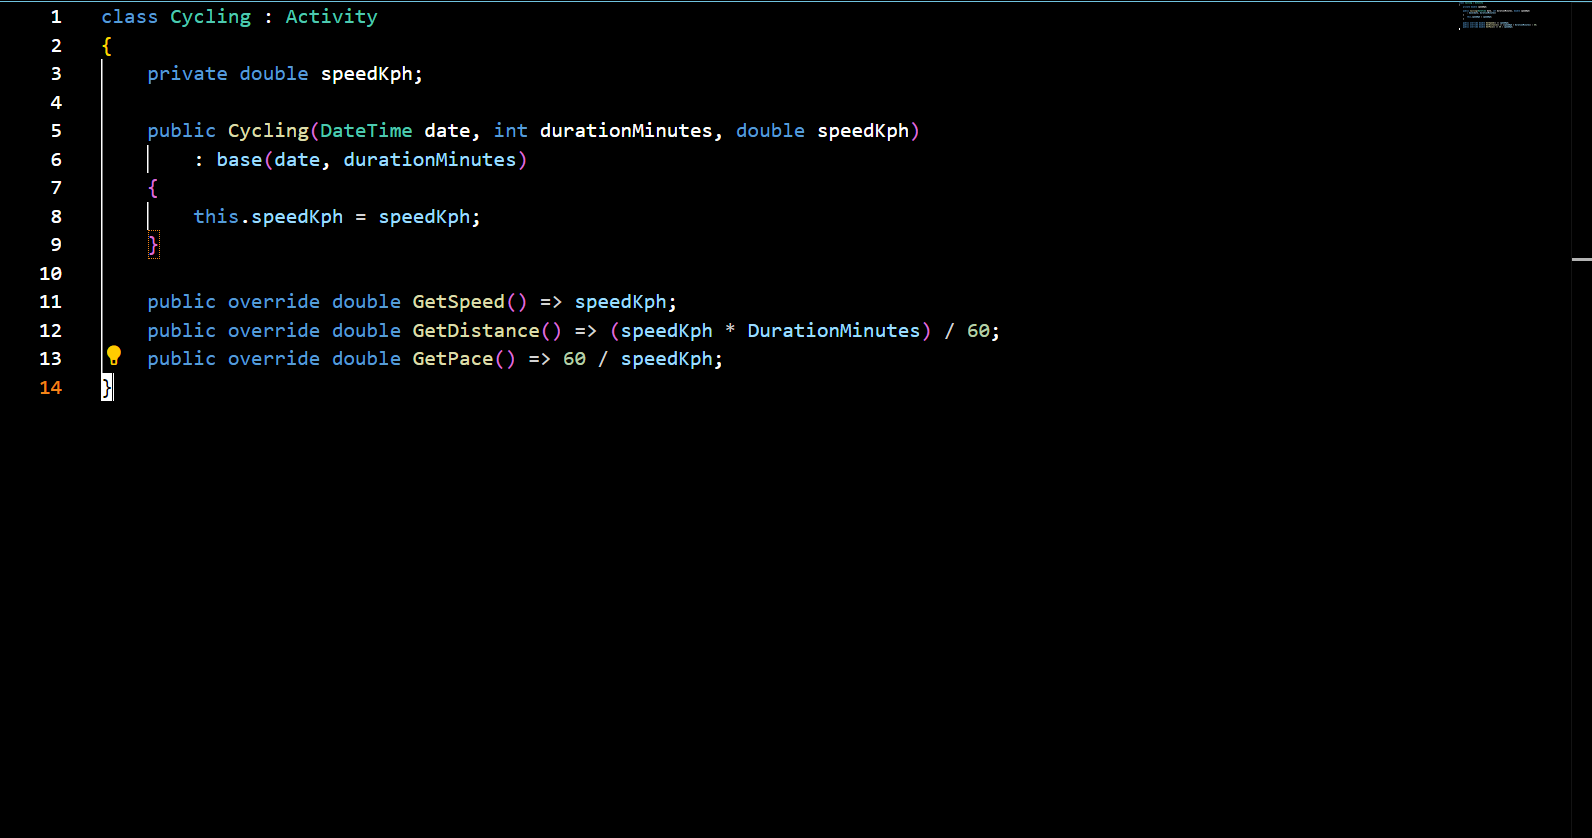 1 class Cycling : Activity
2 {
3 private double speedKph;
4
5 public Cycling(DateTime date, int durationMinutes, double speedKph)
6 : base(date, durationMinutes)
7 {
8 this.speedKph = speedKph;
9 }
10
11 public override double GetSpeed() => speedKph;
12 public override double GetDistance() => (speedKph * DurationMinutes) / 60;
13 public override double GetPace() => 60 / speedKph;
14 }